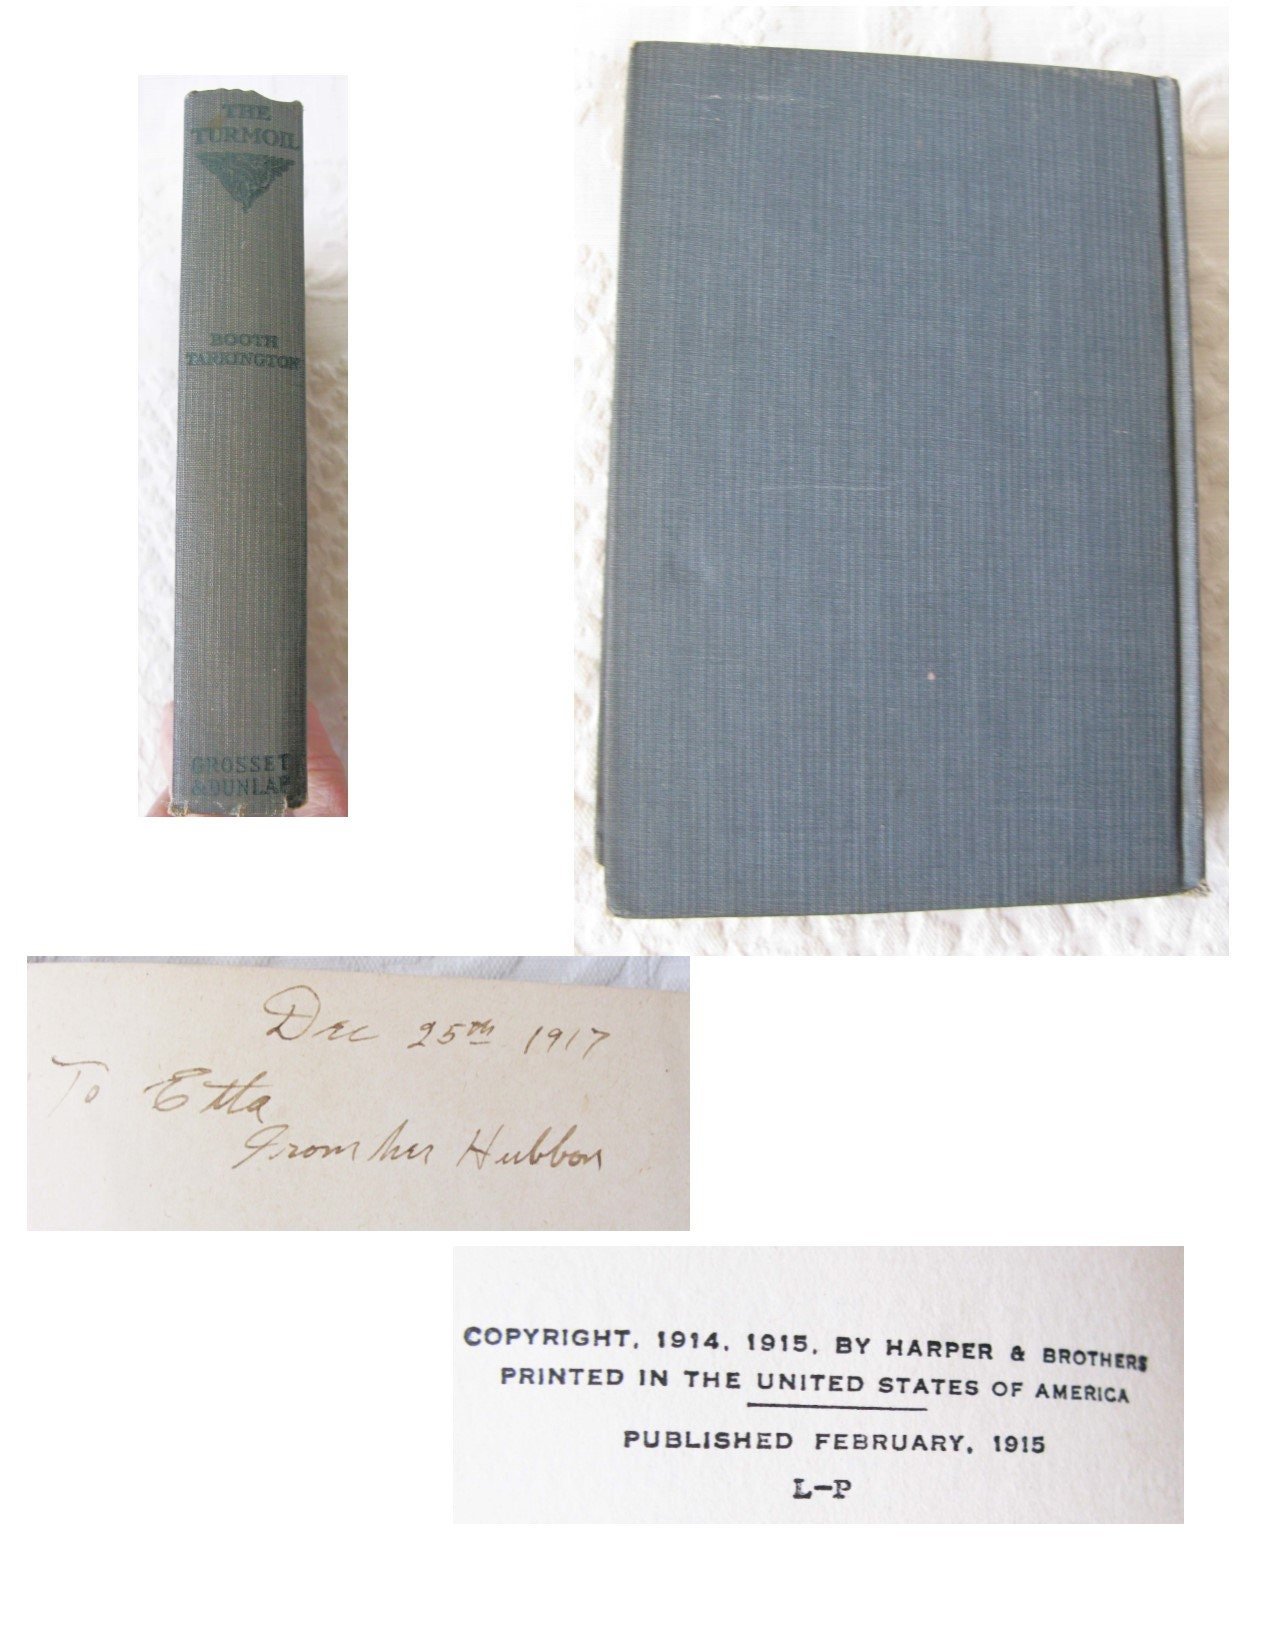 THE
TURMOIL
BOOTH
TARKINGTON
GROSSET
& DUNLAP
Dec 25th 1917
To Etta
From her Hubbon
COPYRIGHT, 1914, 1915, BY HARPER & BROTHERS
PRINTED IN THE UNITED STATES OF AMERICA
PUBLISHED FEBRUARY, 1915
L-P